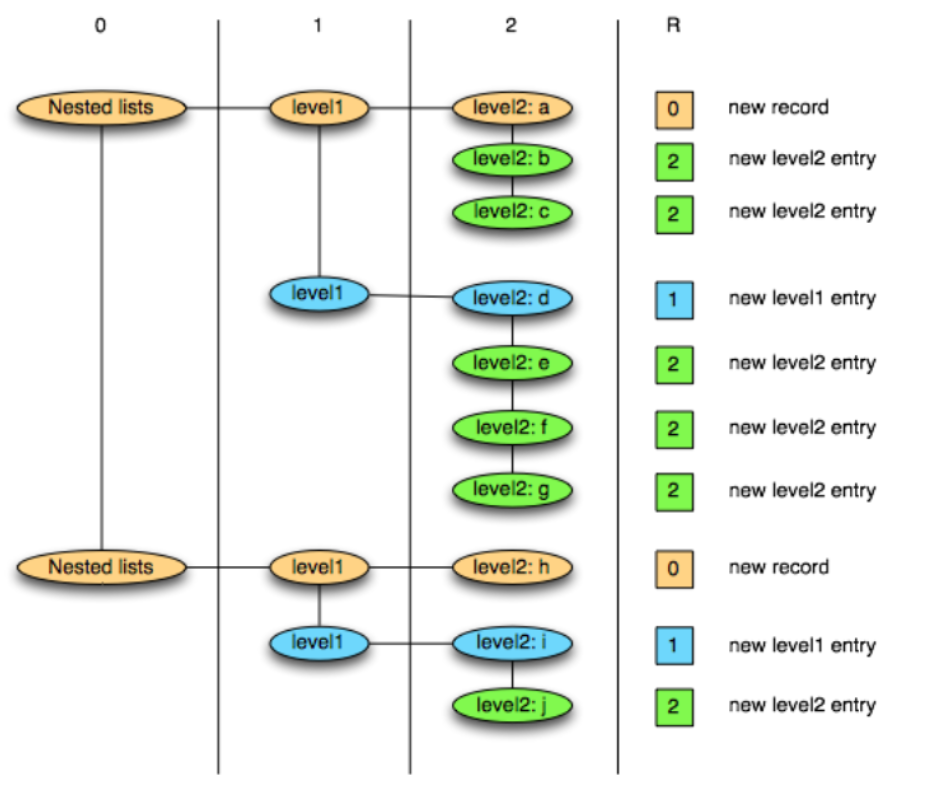 0 1 2 R
Nested lists level1 level2: a 0 new record
level2: b 2 new level2 entry
level2: c 2 new level2 entry
level1 level2: d 1 new level1 entry
level2: e 2 new level2 entry
level2: f 2 new level2 entry
level2: g 2 new level2 entry
Nested lists level1 level2: h 0 new record
level1 level2: i 1 new level1 entry
level2: j 2 new level2 entry